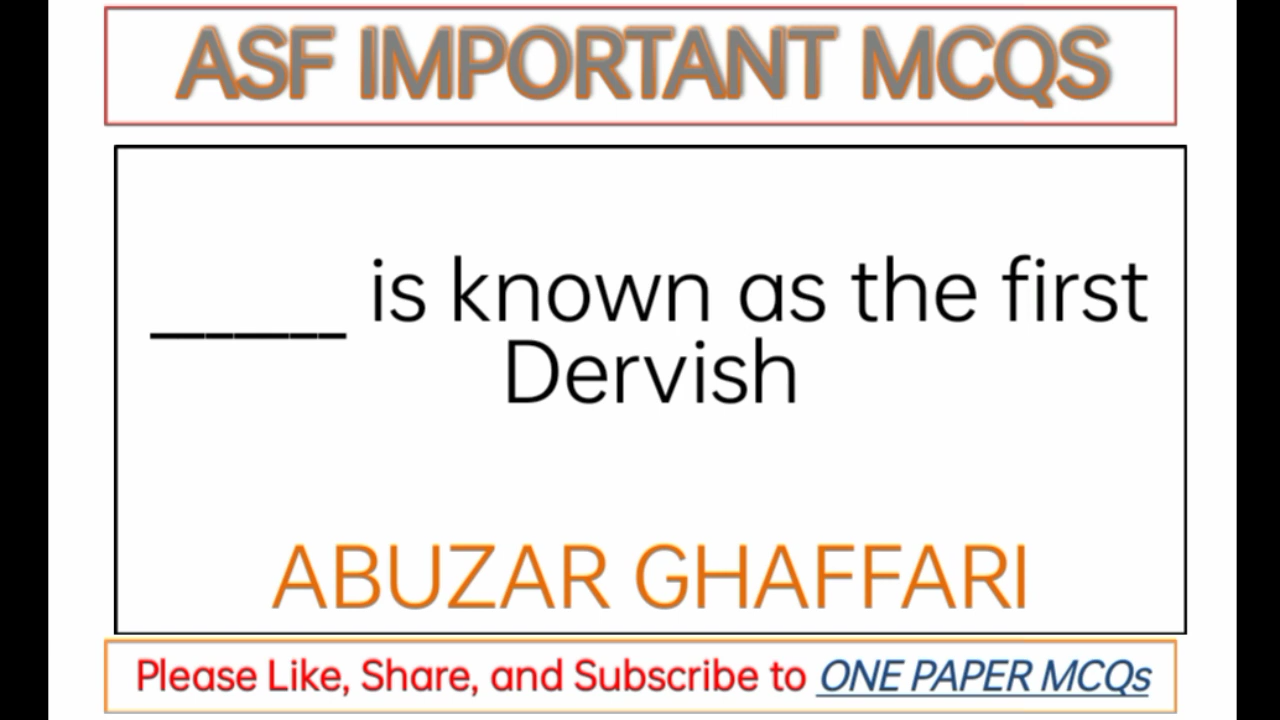 ASF IMPORTANT MCQS
______ is known as the first
Dervish
ABUZAR GHAFFARI
Please Like, Share, and Subscribe to ONE PAPER MCQs